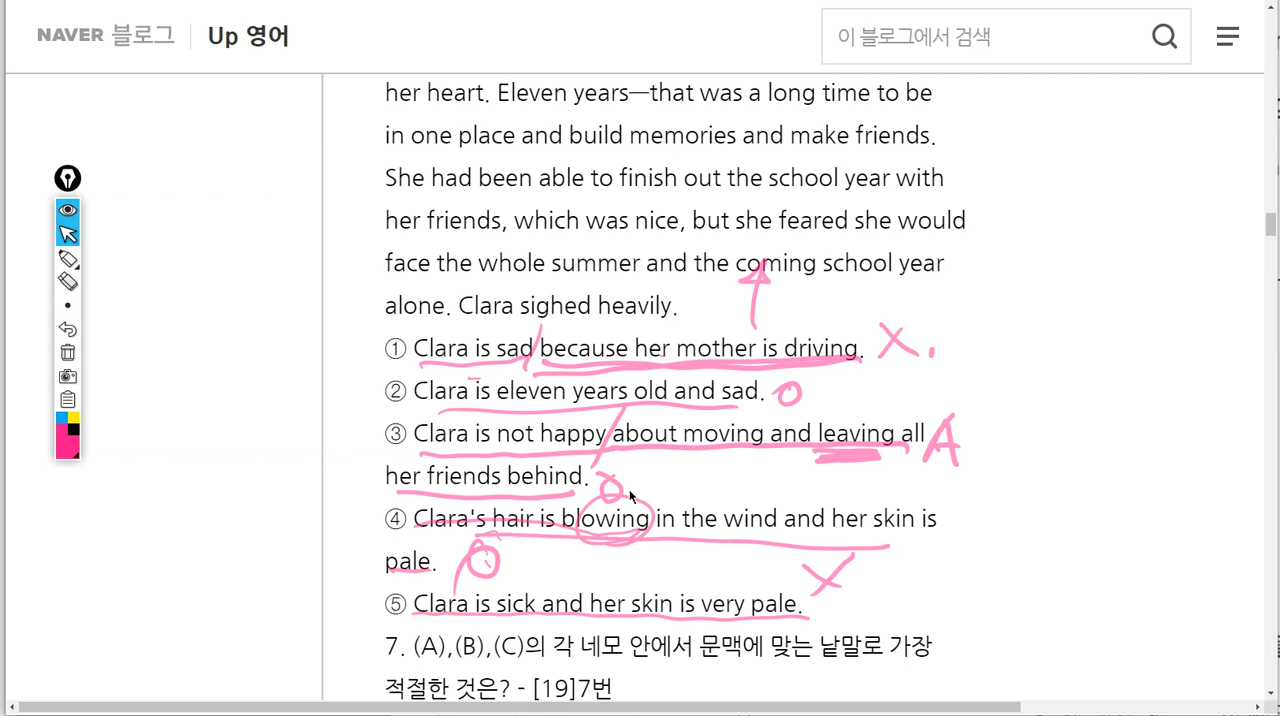 NAVER 블로그 Up 영어
이 블로그에서 검색
her heart. Eleven years—that was a long time to be
in one place and build memories and make friends.
She had been able to finish out the school year with
her friends, which was nice, but she feared she would
face the whole summer and the coming school year
alone. Clara sighed heavily.
① Clara is sad because her mother is driving. X.
② Clara is eleven years old and sad. O
③ Clara is not happy about moving and leaving all A
her friends behind. O
④ Clara's hair is blowing in the wind and her skin is
pale. O X
⑤ Clara is sick and her skin is very pale.
7. (A),(B),(C)의 각 네모 안에서 문맥에 맞는 낱말로 가장
적절한 것은? - [19]7번